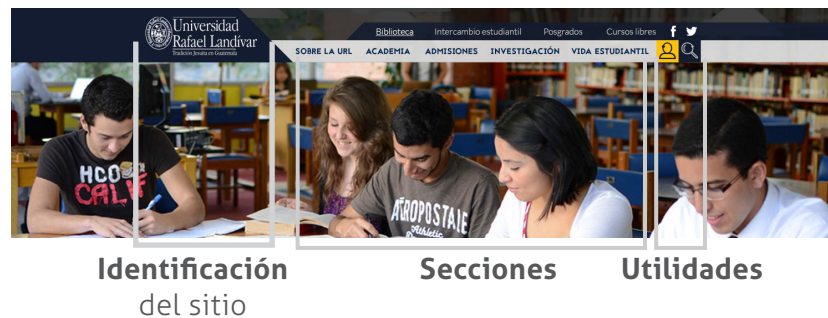 Universidad
Rafael Landívar
Tradición Jesuita en Guatemala
Biblioteca Intercambio estudiantil Posgrados Cursos libres
SOBRE LA URL ACADEMIA ADMISIONES INVESTIGACIÓN VIDA ESTUDIANTIL
HCO
CALIF
AEROPOSTALE
Athletic
Identificación
del sitio
Secciones
Utilidades